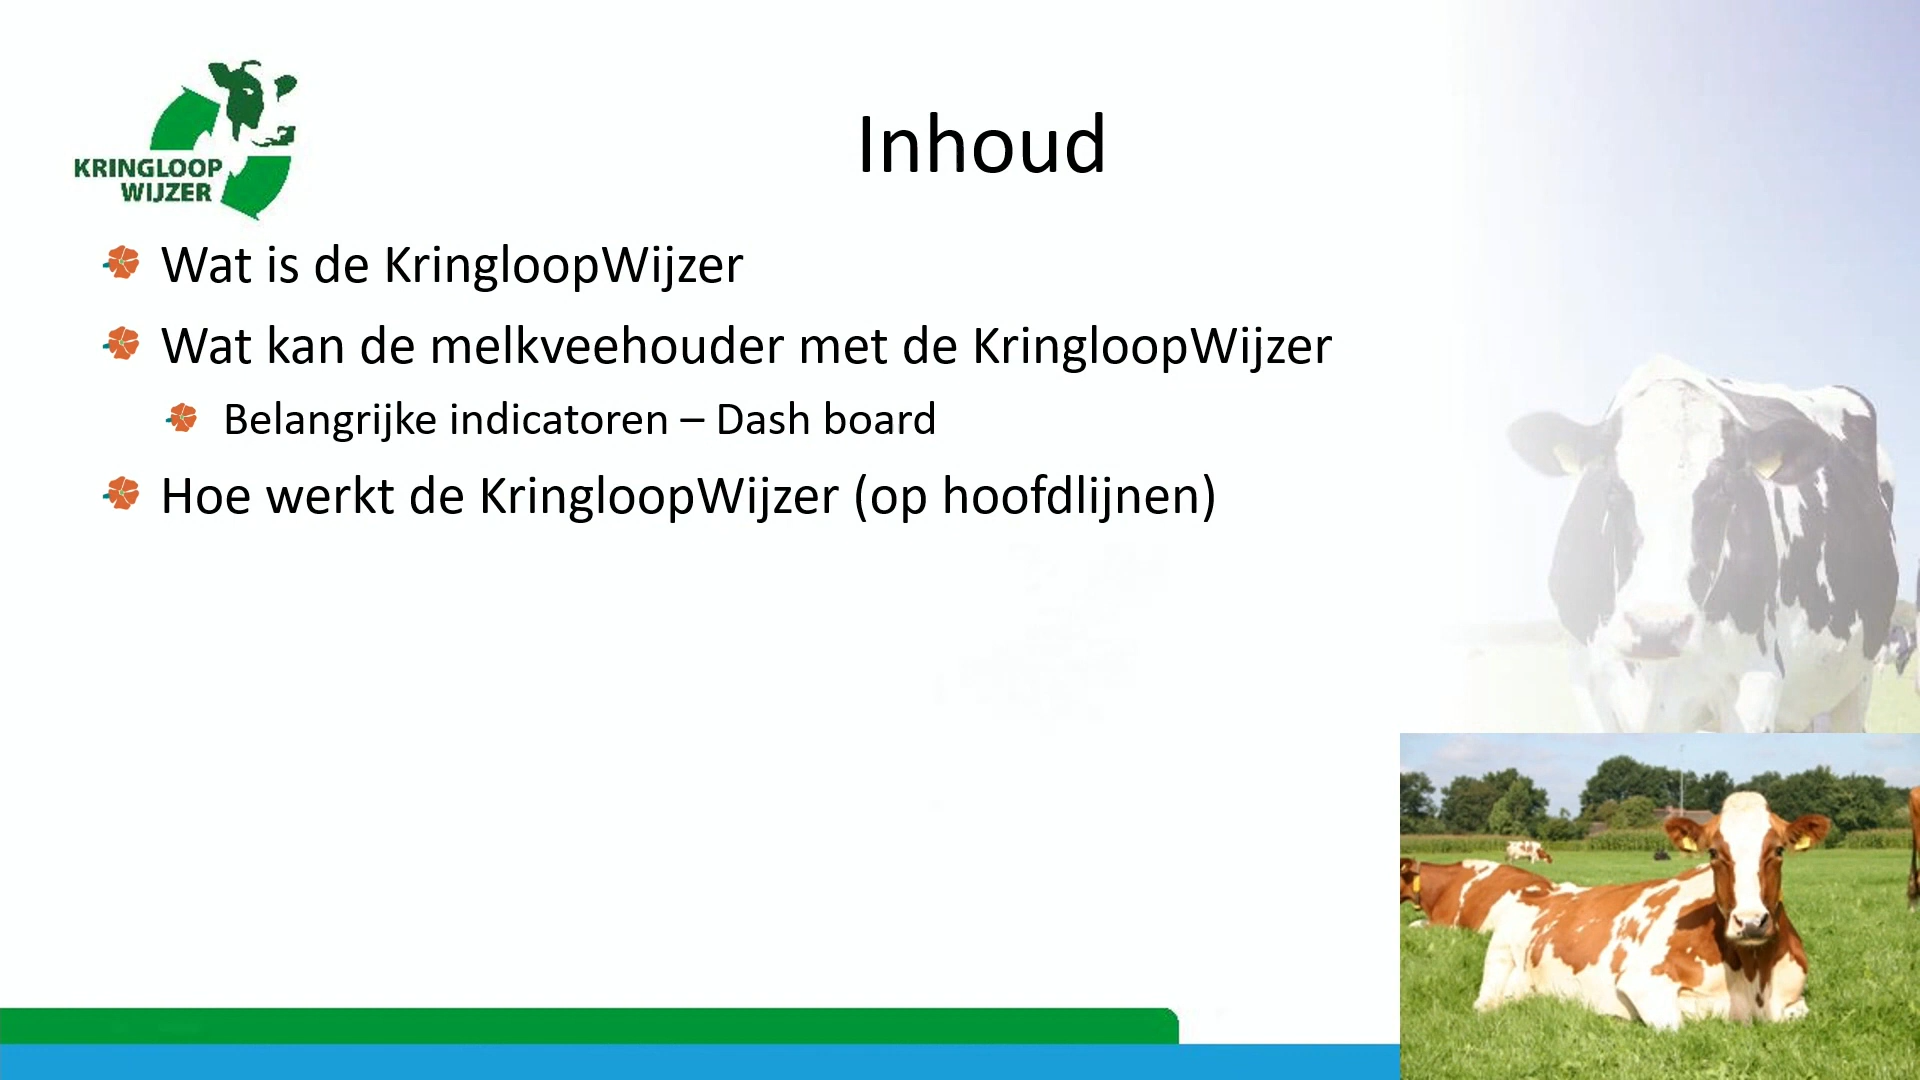 KRINGLOOP
WIJZER
Inhoud
Wat is de KringloopWijzer
Wat kan de melkveehouder met de KringloopWijzer
Belangrijke indicatoren – Dash board
Hoe werkt de KringloopWijzer (op hoofdlijnen)